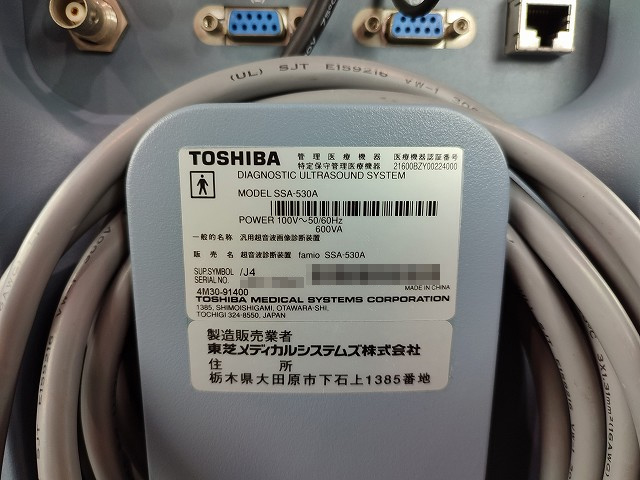 (UL) SJT E159216 VW-1
TOSHIBA
管理医療機器 医療機器認証番号
特定保守管理医療機器 21600BZY00224000
DIAGNOSTIC ULTRASOUND SYSTEM
MODEL SSA-530A
POWER 100V〜50/60Hz
600VA
一般的名称 汎用超音波画像診断装置
販売名 超音波診断装置 famio SSA-530A
SUP.SYMBOL /J4
SERIAL NO.
MADE IN CHINA
4M30-91400
TOSHIBA MEDICAL SYSTEMS CORPORATION
1385, SHIMOISHIGAMI, OTAWARA-SHI,
TOCHIGI 324-8550, JAPAN
製造販売業者
東芝メディカルシステムズ株式会社
住所
栃木県大田原市下石上1385番地
3X1.31mm²(16AWG)
SJT